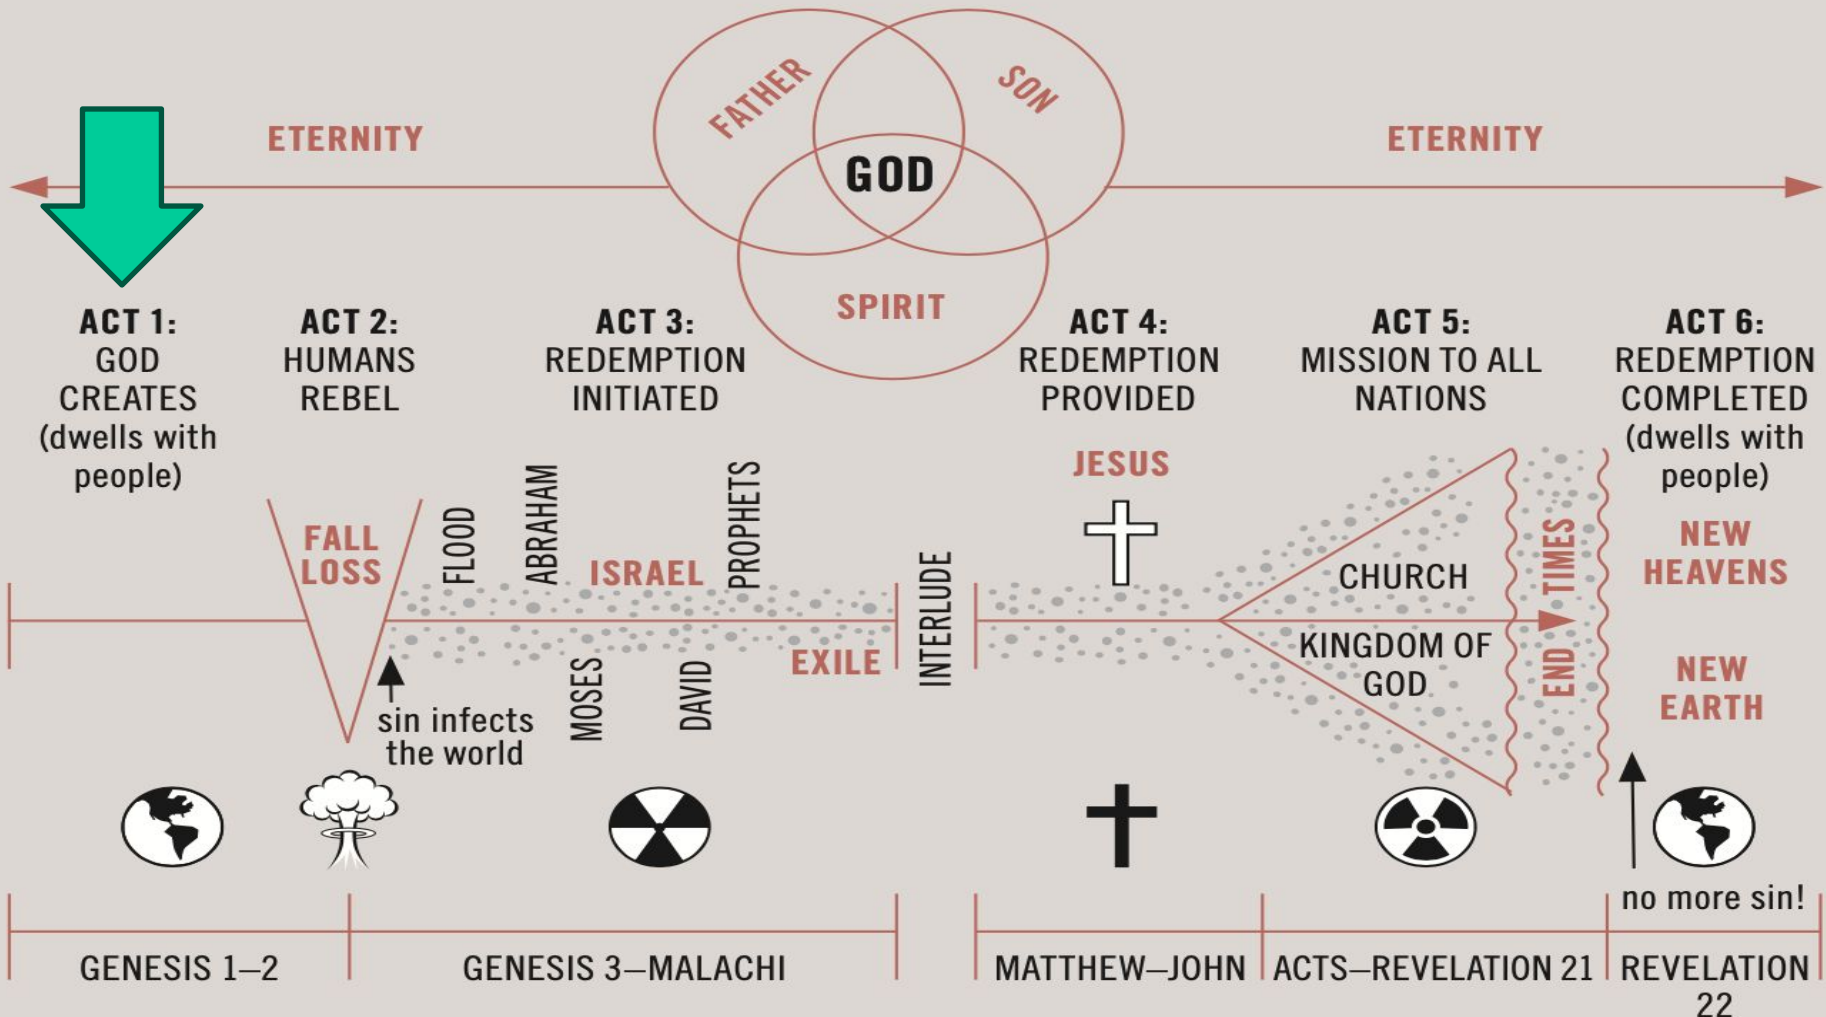 FATHER
SON
ETERNITY
GOD
ETERNITY
SPIRIT
ACT 1:
GOD
CREATES
(dwells with
people)
ACT 2:
HUMANS
REBEL
ACT 3:
REDEMPTION
INITIATED
ACT 4:
REDEMPTION
PROVIDED
ACT 5:
MISSION TO ALL
NATIONS
ACT 6:
REDEMPTION
COMPLETED
(dwells with
people)
FALL
LOSS
FLOOD
ABRAHAM
ISRAEL
PROPHETS
MOSES
DAVID
EXILE
sin infects
the world
INTERLUDE
JESUS
CHURCH
KINGDOM OF
GOD
END TIMES
NEW
HEAVENS
NEW
EARTH
no more sin!
GENESIS 1–2
GENESIS 3–MALACHI
MATTHEW–JOHN
ACTS–REVELATION 21
REVELATION
22